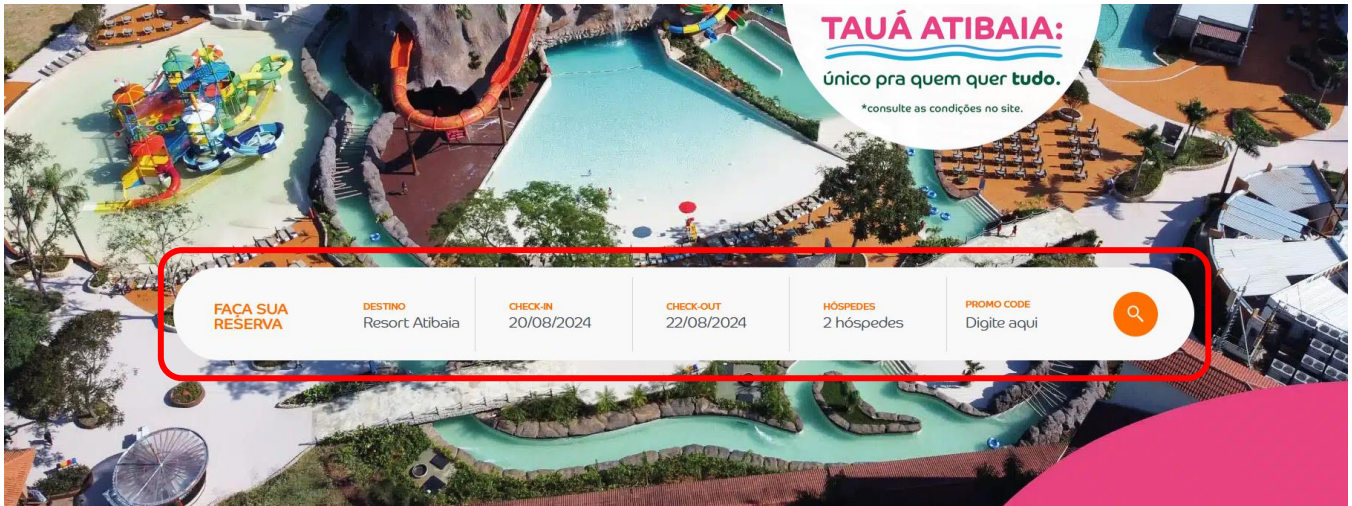 TAUÁ ATIBAIA:
único pra quem quer tudo.
*consulte as condições no site.
FAÇA SUA
RESERVA
DESTINO
Resort Atibaia
CHECK-IN
20/08/2024
CHECK-OUT
22/08/2024
HÓSPEDES
2 hóspedes
PROMO CODE
Digite aqui